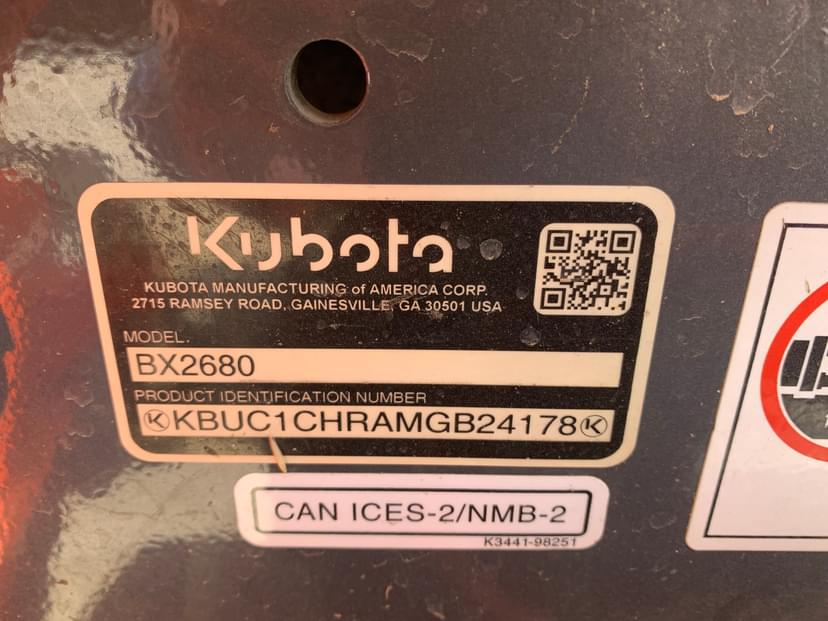 Kubota
KUBOTA MANUFACTURING of AMERICA CORP.
2715 RAMSEY ROAD, GAINESVILLE, GA 30501 USA
MODEL.
BX2680
PRODUCT IDENTIFICATION NUMBER
KBUC1CHRAMGB24178
CAN ICES-2/NMB-2
K3441-98251